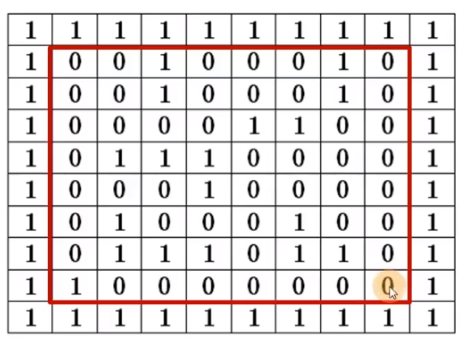 1 1 1 1 1 1 1 1 1 1
1 0 0 1 0 0 0 1 0 1
1 0 0 1 0 0 0 1 0 1
1 0 0 0 0 1 1 0 0 1
1 0 1 1 1 0 0 0 0 1
1 0 0 0 1 0 0 0 0 1
1 0 1 0 0 0 1 0 0 1
1 0 1 1 1 0 1 1 0 1
1 1 0 0 0 0 0 0 0 1
1 1 1 1 1 1 1 1 1 1